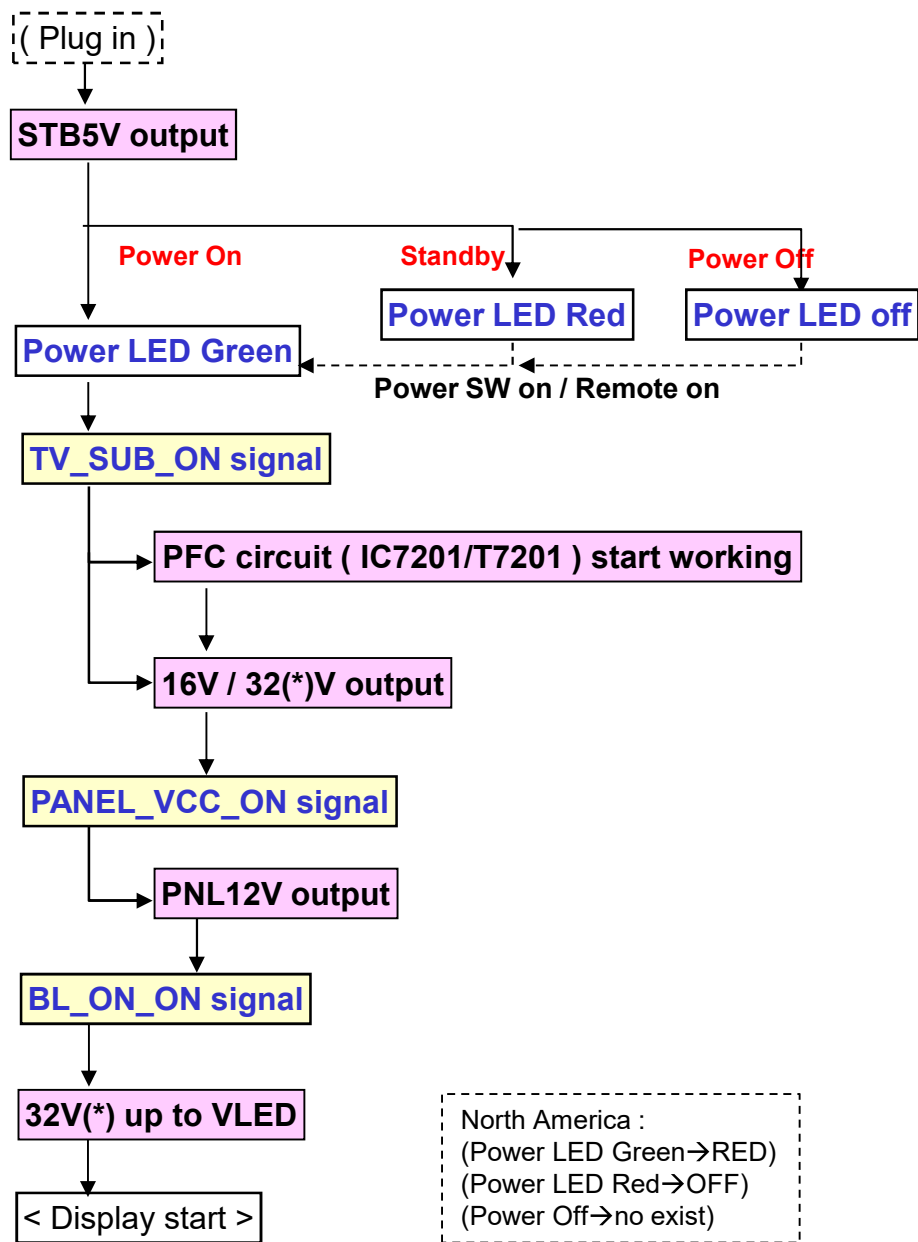 ( Plug in )
STB5V output
Power On
Standby
Power Off
Power LED Red
Power LED off
Power LED Green
Power SW on / Remote on
TV_SUB_ON signal
PFC circuit ( IC7201/T7201 ) start working
16V / 32(*)V output
PANEL_VCC_ON signal
PNL12V output
BL_ON_ON signal
32V(*) up to VLED
< Display start >
North America :
(Power LED Green→RED)
(Power LED Red→OFF)
(Power Off→no exist)